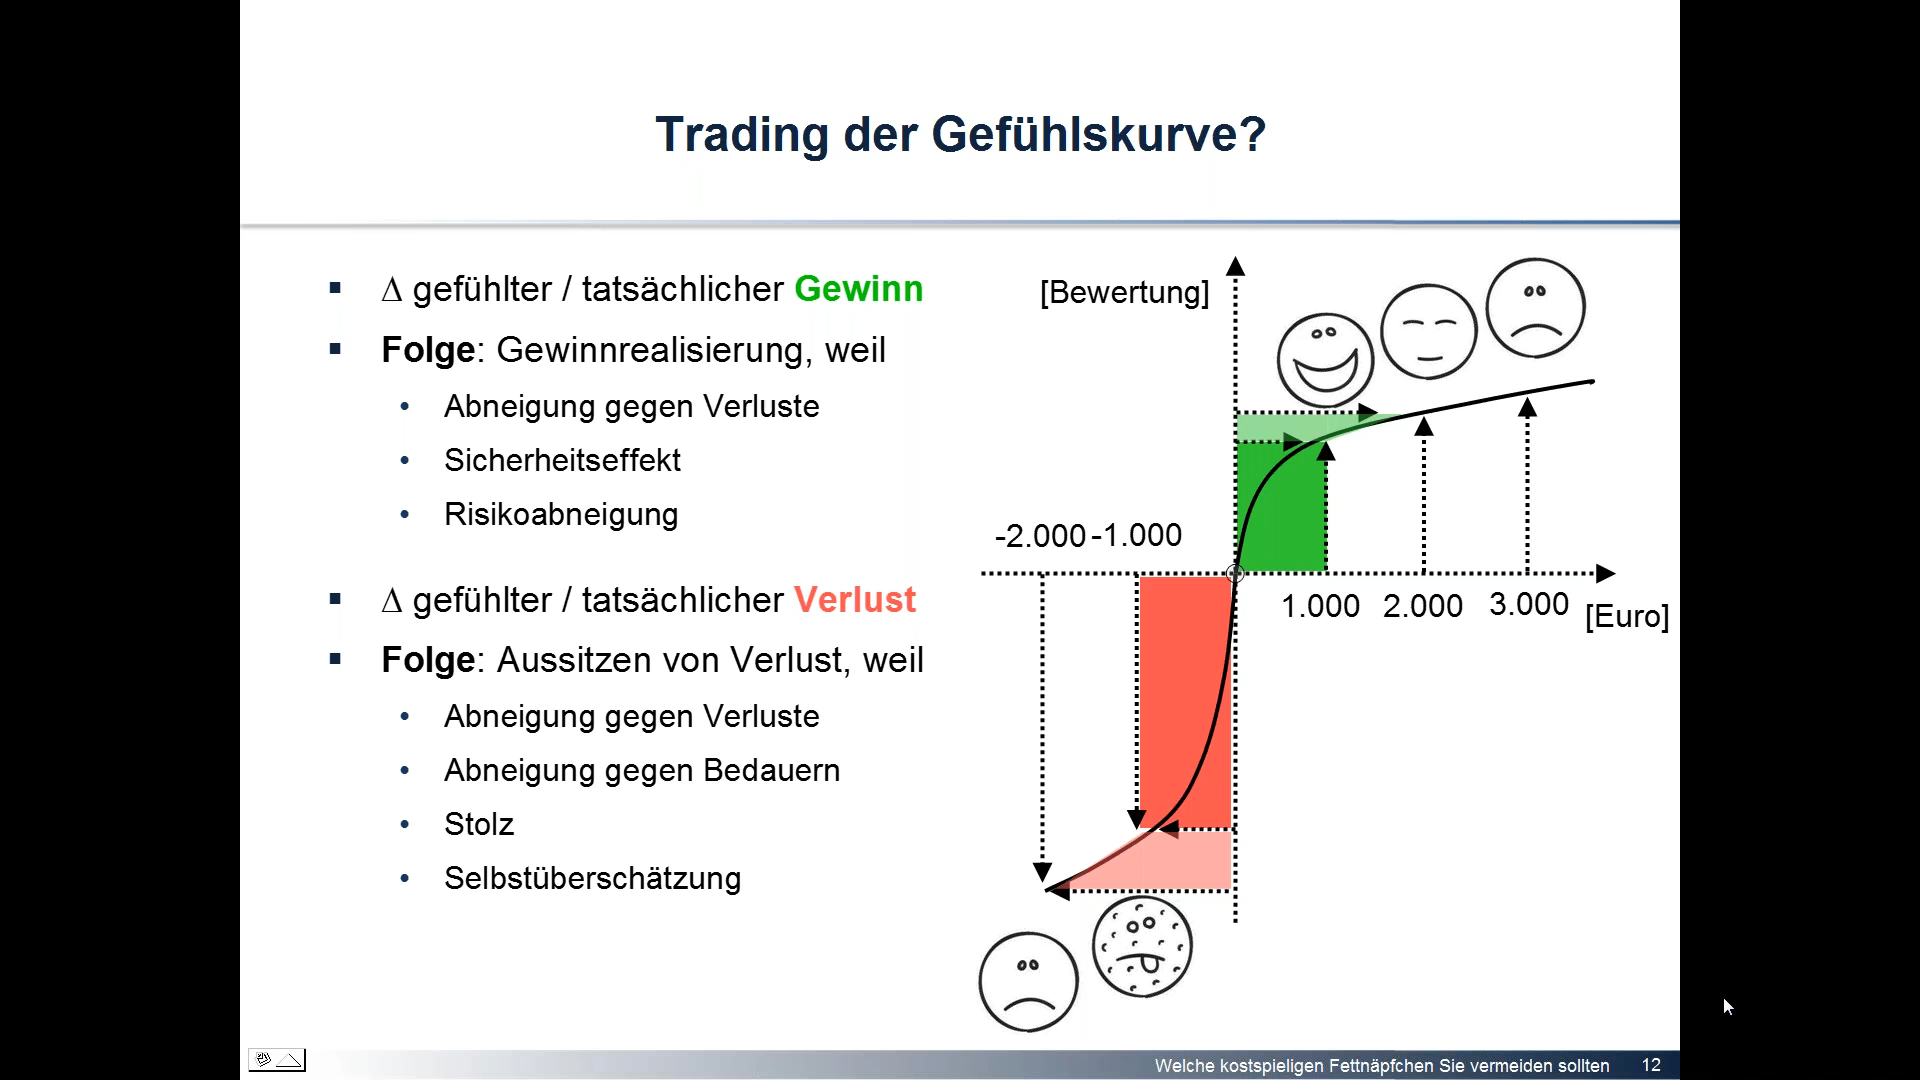 Trading der Gefühlskurve?
▪ Δ gefühlter / tatsächlicher Gewinn
▪ Folge: Gewinnrealisierung, weil
• Abneigung gegen Verluste
• Sicherheitseffekt
• Risikoabneigung
▪ Δ gefühlter / tatsächlicher Verlust
▪ Folge: Aussitzen von Verlust, weil
• Abneigung gegen Verluste
• Abneigung gegen Bedauern
• Stolz
• Selbstüberschätzung
[Bewertung]
-2.000 -1.000
1.000 2.000 3.000 [Euro]
Welche kostspieligen Fettnäpfchen Sie vermeiden sollten 12